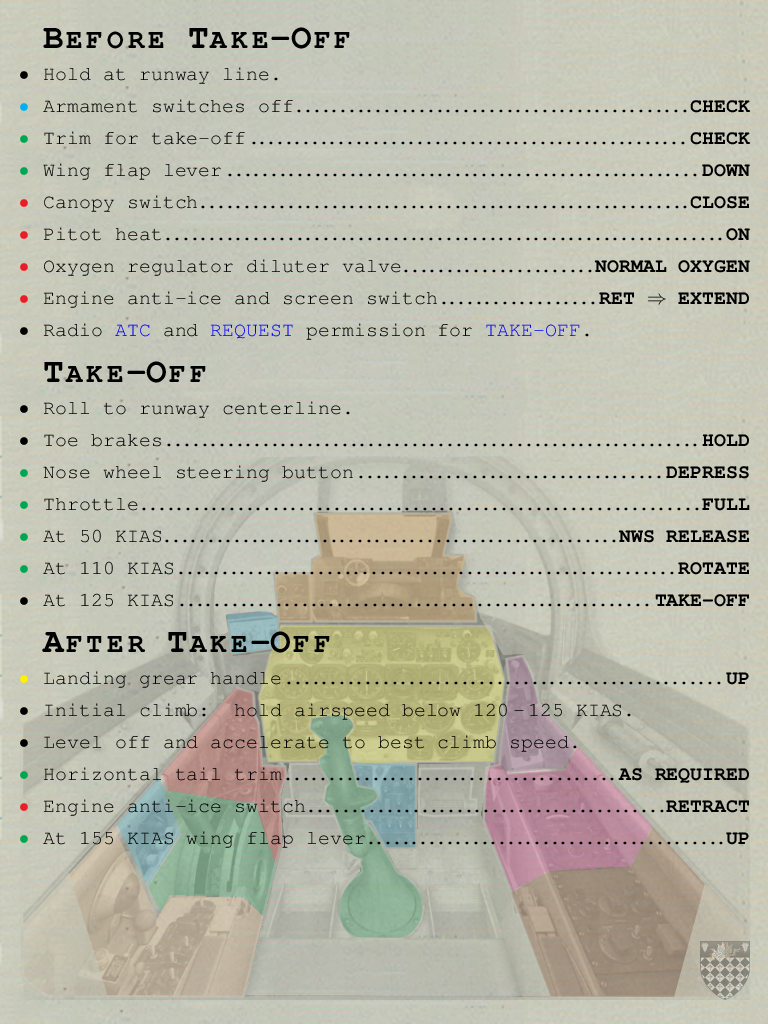 BEFORE TAKE-OFF
• Hold at runway line.
• Armament switches off..........CHECK
• Trim for take-off..........CHECK
• Wing flap lever..........DOWN
• Canopy switch..........CLOSE
• Pitot heat..........ON
• Oxygen regulator diluter valve..........NORMAL OXYGEN
• Engine anti-ice and screen switch..........RET ⇒ EXTEND
• Radio ATC and REQUEST permission for TAKE-OFF.
TAKE-OFF
• Roll to runway centerline.
• Toe brakes..........HOLD
• Nose wheel steering button..........DEPRESS
• Throttle..........FULL
• At 50 KIAS..........NWS RELEASE
• At 110 KIAS..........ROTATE
• At 125 KIAS..........TAKE-OFF
AFTER TAKE-OFF
• Landing grear handle..........UP
• Initial climb: hold airspeed below 120-125 KIAS.
• Level off and accelerate to best climb speed.
• Horizontal tail trim..........AS REQUIRED
• Engine anti-ice switch..........RETRACT
• At 155 KIAS wing flap lever..........UP